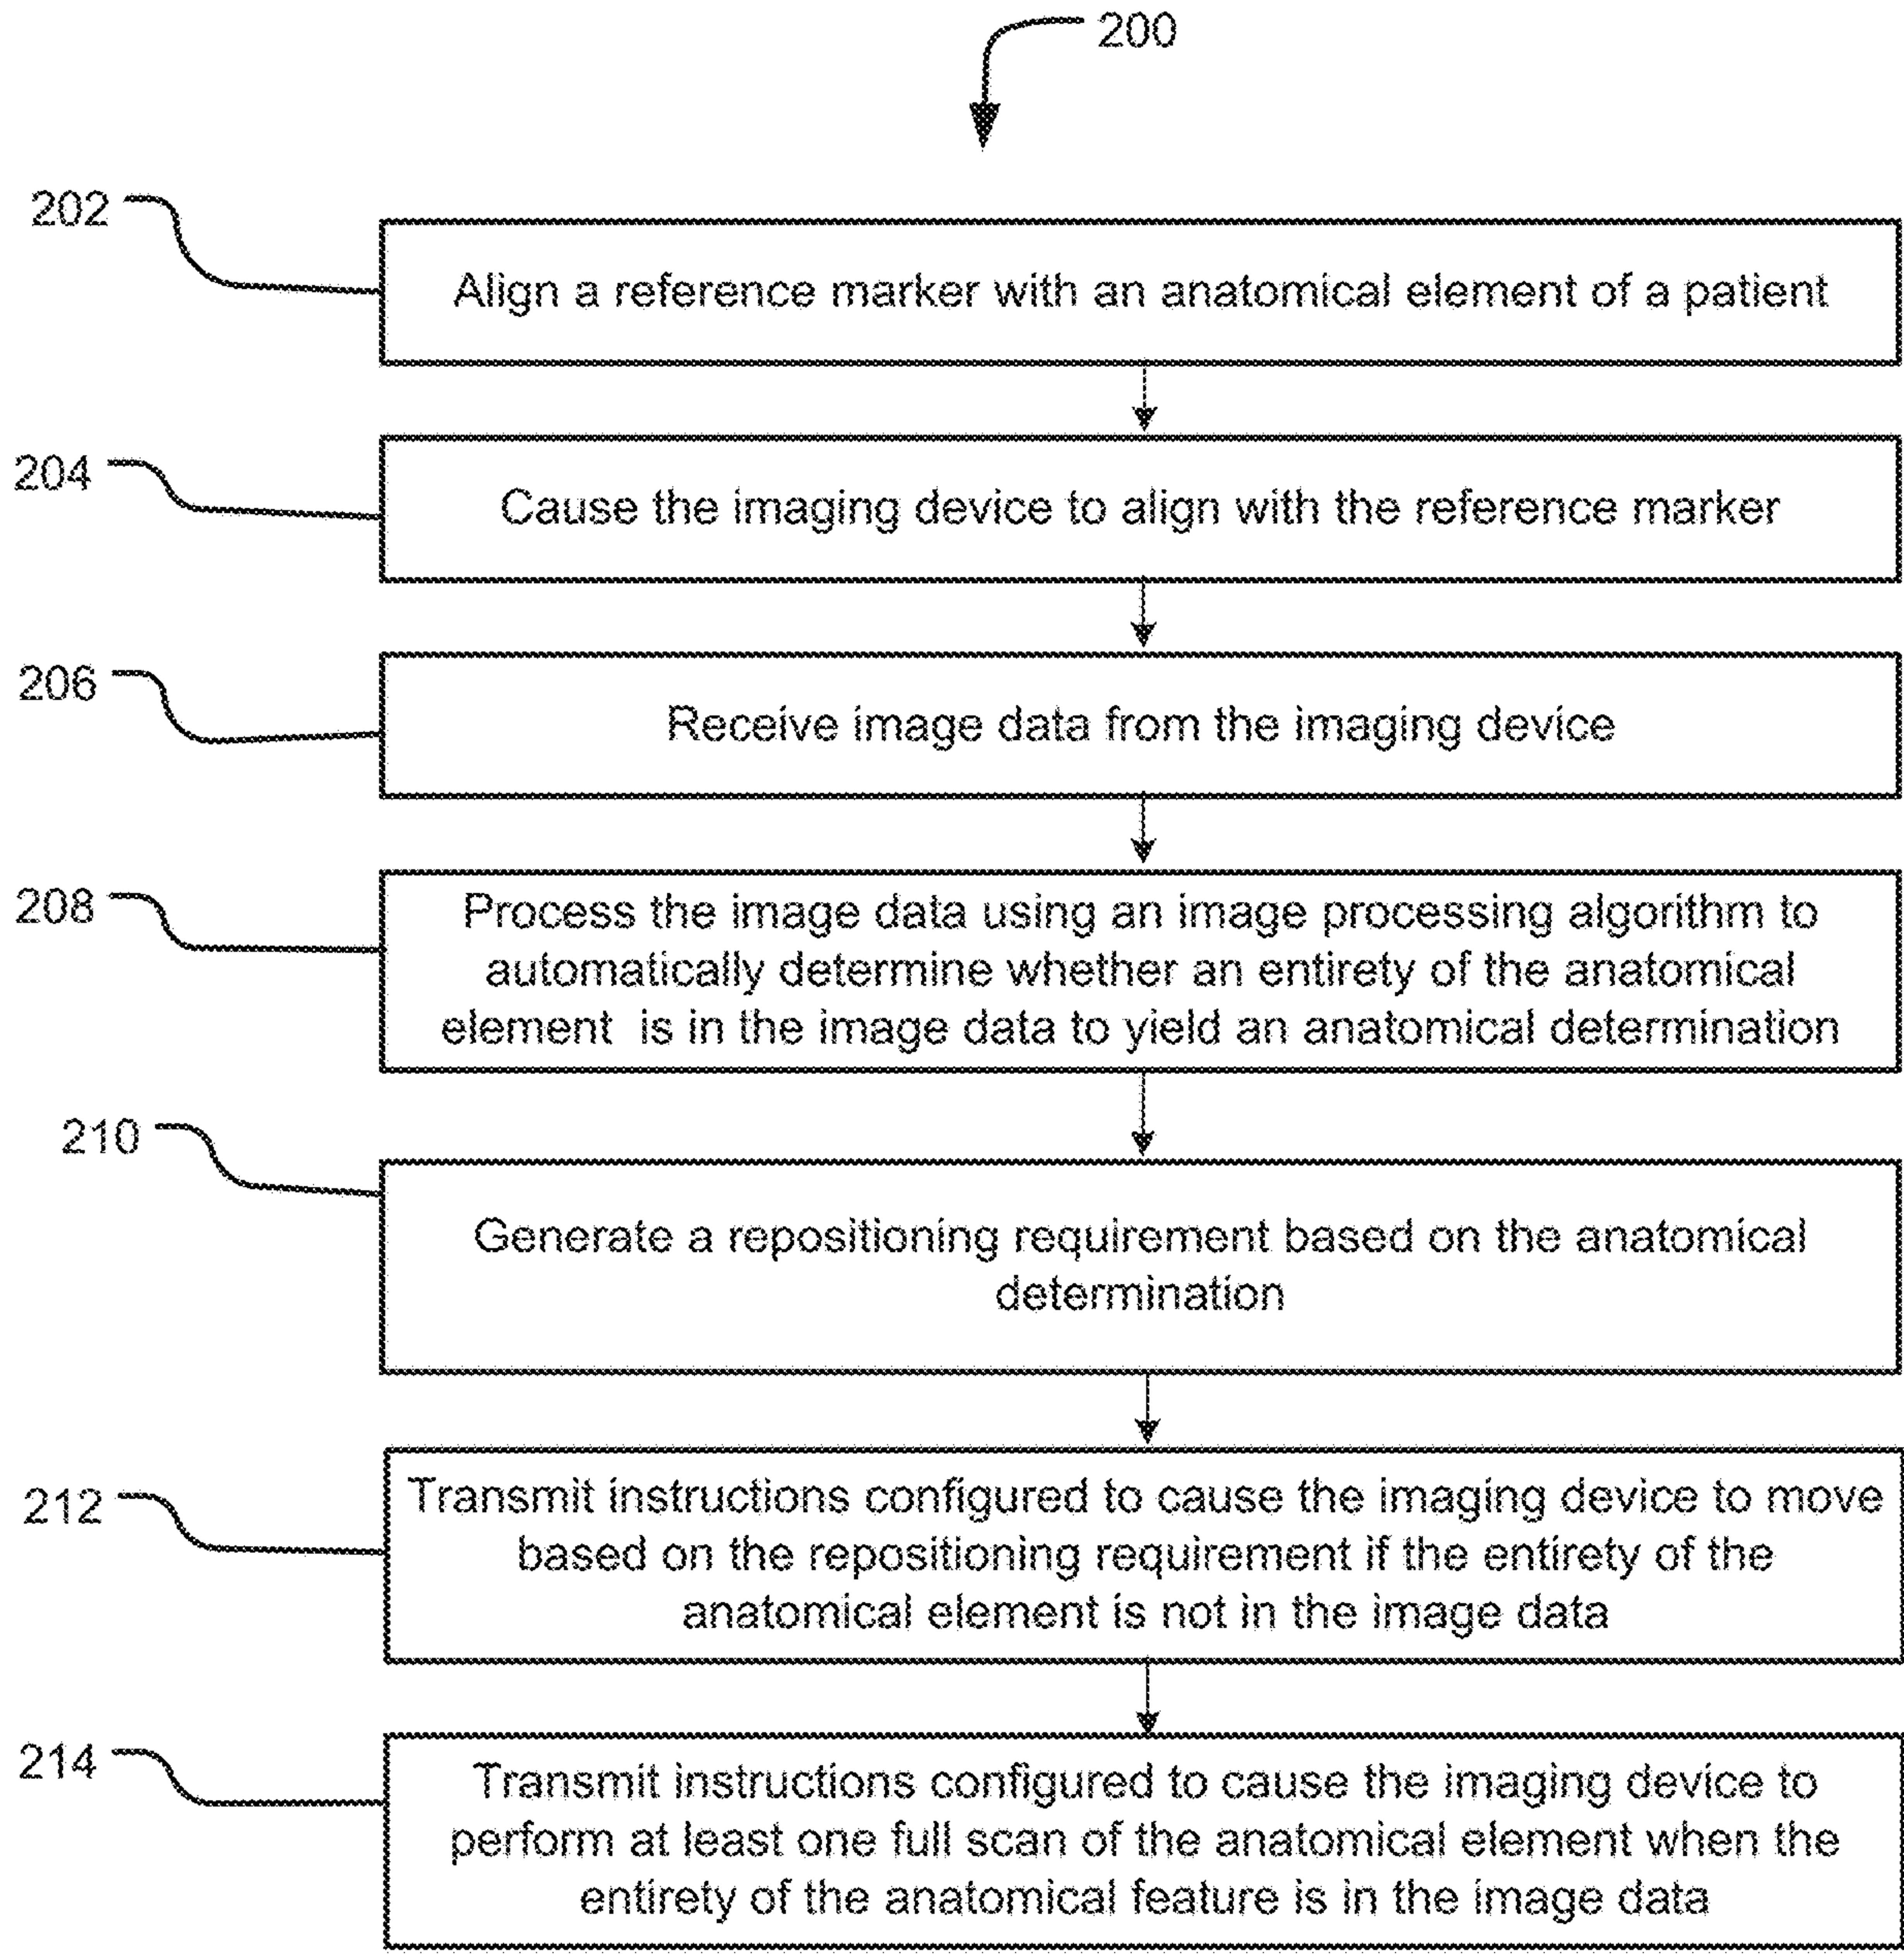 200
202
Align a reference marker with an anatomical element of a patient
204
Cause the imaging device to align with the reference marker
206
Receive image data from the imaging device
208
Process the image data using an image processing algorithm to
automatically determine whether an entirety of the anatomical
element is in the image data to yield an anatomical determination
210
Generate a repositioning requirement based on the anatomical
determination
212
Transmit instructions configured to cause the imaging device to move
based on the repositioning requirement if the entirety of the
anatomical element is not in the image data
214
Transmit instructions configured to cause the imaging device to
perform at least one full scan of the anatomical element when the
entirety of the anatomical feature is in the image data